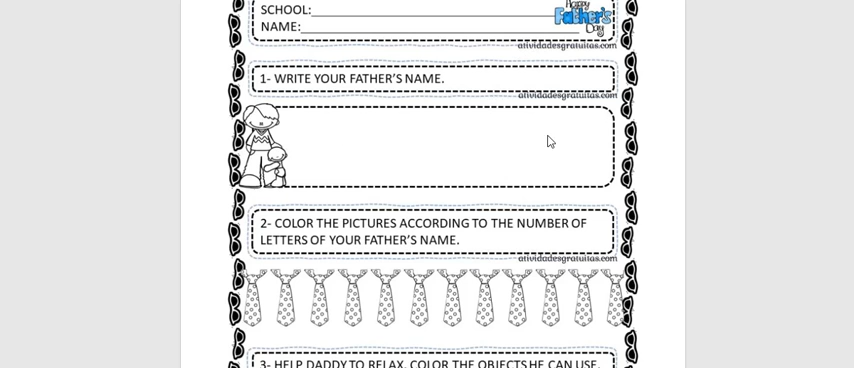 SCHOOL:
Happy
Father's
Day
NAME:
atividadesgratuitas.com
1- WRITE YOUR FATHER'S NAME.
atividadesgratuitas.com
2- COLOR THE PICTURES ACCORDING TO THE NUMBER OF
LETTERS OF YOUR FATHER'S NAME.
atividadesgratuitas.com
3- HELP DADDY TO RELAX. COLOR THE OBJECTS HE CAN USE.